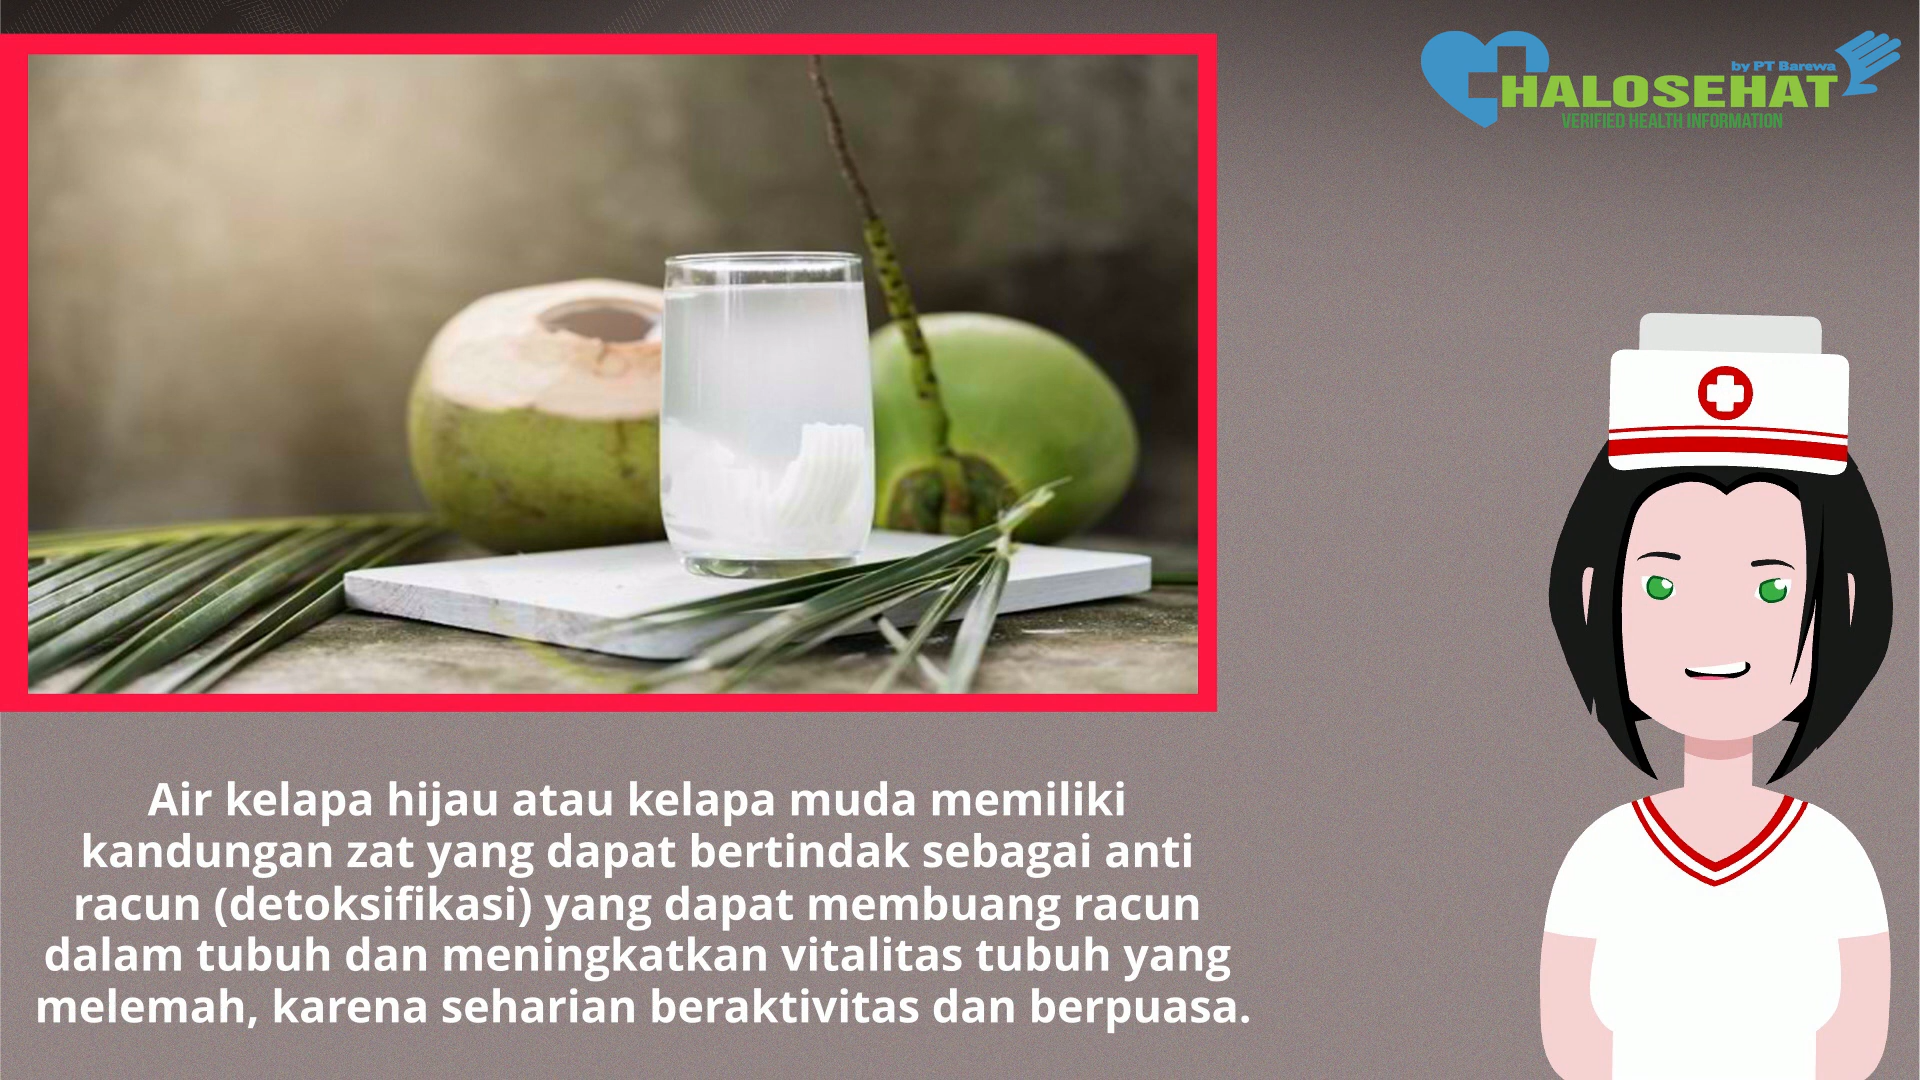 by PT Barewa
HALOSEHAT
VERIFIED HEALTH INFORMATION
Air kelapa hijau atau kelapa muda memiliki
kandungan zat yang dapat bertindak sebagai anti
racun (detoksifikasi) yang dapat membuang racun
dalam tubuh dan meningkatkan vitalitas tubuh yang
melemah, karena seharian beraktivitas dan berpuasa.